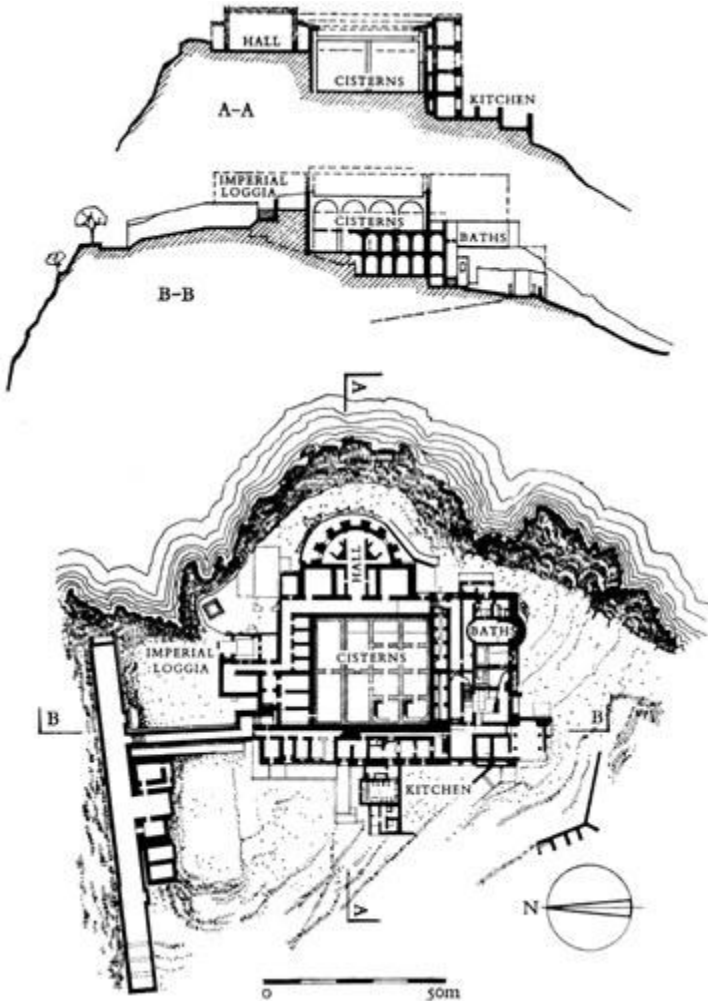 HALL
CISTERNS
KITCHEN
A-A
IMPERIAL
LOGGIA
CISTERNS
BATHS
B-B
A
HALL
BATHS
IMPERIAL
LOGGIA
CISTERNS
B
B
KITCHEN
A
N
0
50m